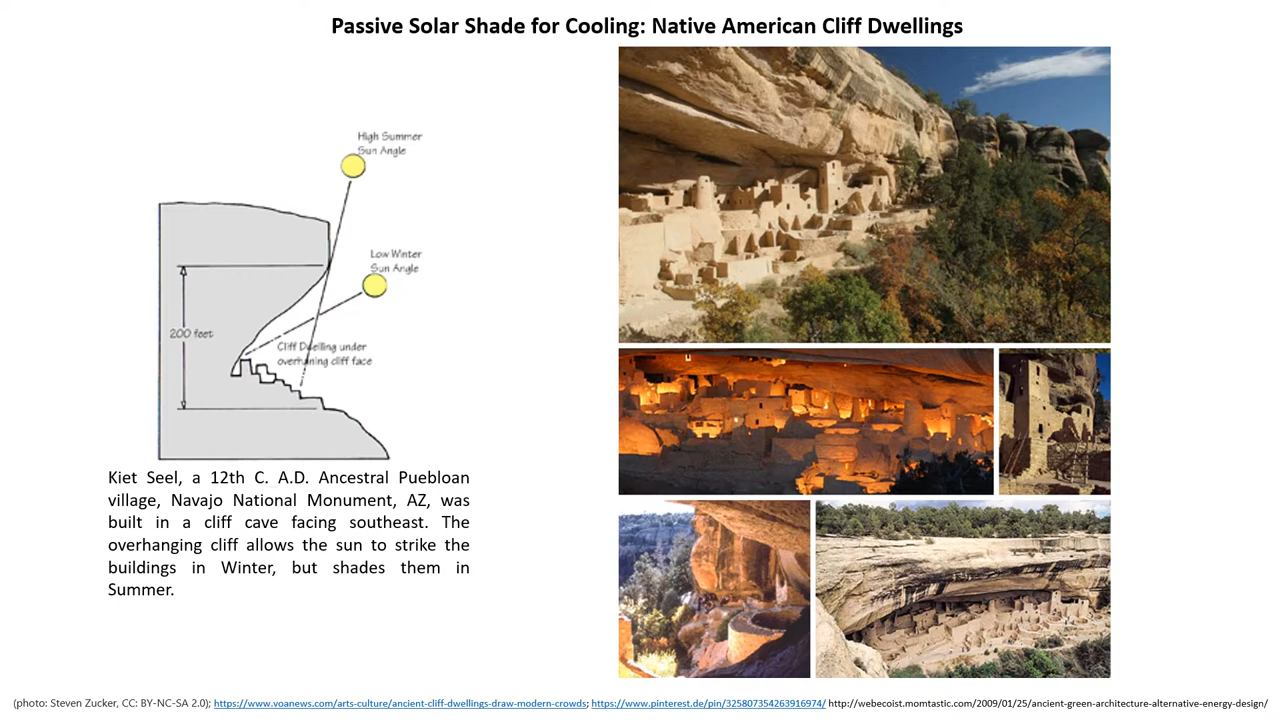 Passive Solar Shade for Cooling: Native American Cliff Dwellings
High Summer
Sun Angle
Low Winter
Sun Angle
200 feet
Cliff Dwelling under
overhining cliff face
Kiet Seel, a 12th C. A.D. Ancestral Puebloan
village, Navajo National Monument, AZ, was
built in a cliff cave facing southeast. The
overhanging cliff allows the sun to strike the
buildings in Winter, but shades them in
Summer.
(photo: Steven Zucker, CC: BY-NC-SA 2.0); https://www.voanews.com/arts-culture/ancient-cliff-dwellings-draw-modern-crowds; https://www.pinterest.de/pin/325807354263916974/ http://webecoist.momtastic.com/2009/01/25/ancient-green-architecture-alternative-energy-design/